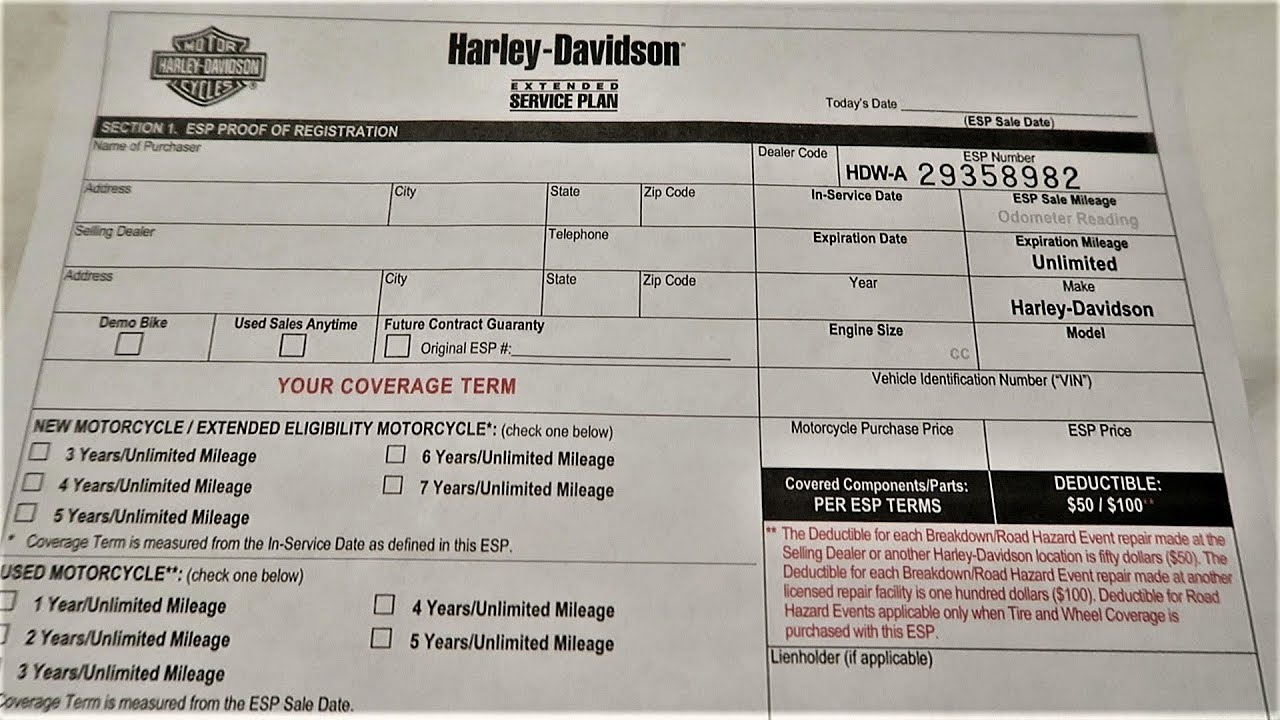 MOTOR
HARLEY-DAVIDSON
CYCLES
Harley-Davidson
EXTENDED
SERVICE PLAN
Today's Date
(ESP Sale Date)
SECTION 1. ESP PROOF OF REGISTRATION
Name of Purchaser
Dealer Code
ESP Number
HDW-A 29358982
Address City State Zip Code
In-Service Date
ESP Sale Mileage
Odometer Reading
Selling Dealer Telephone
Expiration Date
Expiration Mileage
Unlimited
Address City State Zip Code
Year
Make
Harley-Davidson
Demo Bike Used Sales Anytime Future Contract Guaranty
Original ESP #:
Engine Size
CC
Model
YOUR COVERAGE TERM
Vehicle Identification Number ("VIN")
NEW MOTORCYCLE / EXTENDED ELIGIBILITY MOTORCYCLE*: (check one below)
3 Years/Unlimited Mileage 6 Years/Unlimited Mileage
4 Years/Unlimited Mileage 7 Years/Unlimited Mileage
5 Years/Unlimited Mileage
* Coverage Term is measured from the In-Service Date as defined in this ESP.
USED MOTORCYCLE**: (check one below)
1 Year/Unlimited Mileage 4 Years/Unlimited Mileage
2 Years/Unlimited Mileage 5 Years/Unlimited Mileage
3 Years/Unlimited Mileage
Coverage Term is measured from the ESP Sale Date.
Motorcycle Purchase Price ESP Price
Covered Components/Parts:
PER ESP TERMS
DEDUCTIBLE:
$50 / $100**
** The Deductible for each Breakdown/Road Hazard Event repair made at the
Selling Dealer or another Harley-Davidson location is fifty dollars ($50). The
Deductible for each Breakdown/Road Hazard Event repair made at another
licensed repair facility is one hundred dollars ($100). Deductible for Road
Hazard Events applicable only when Tire and Wheel Coverage is
purchased with this ESP.
Lienholder (if applicable)